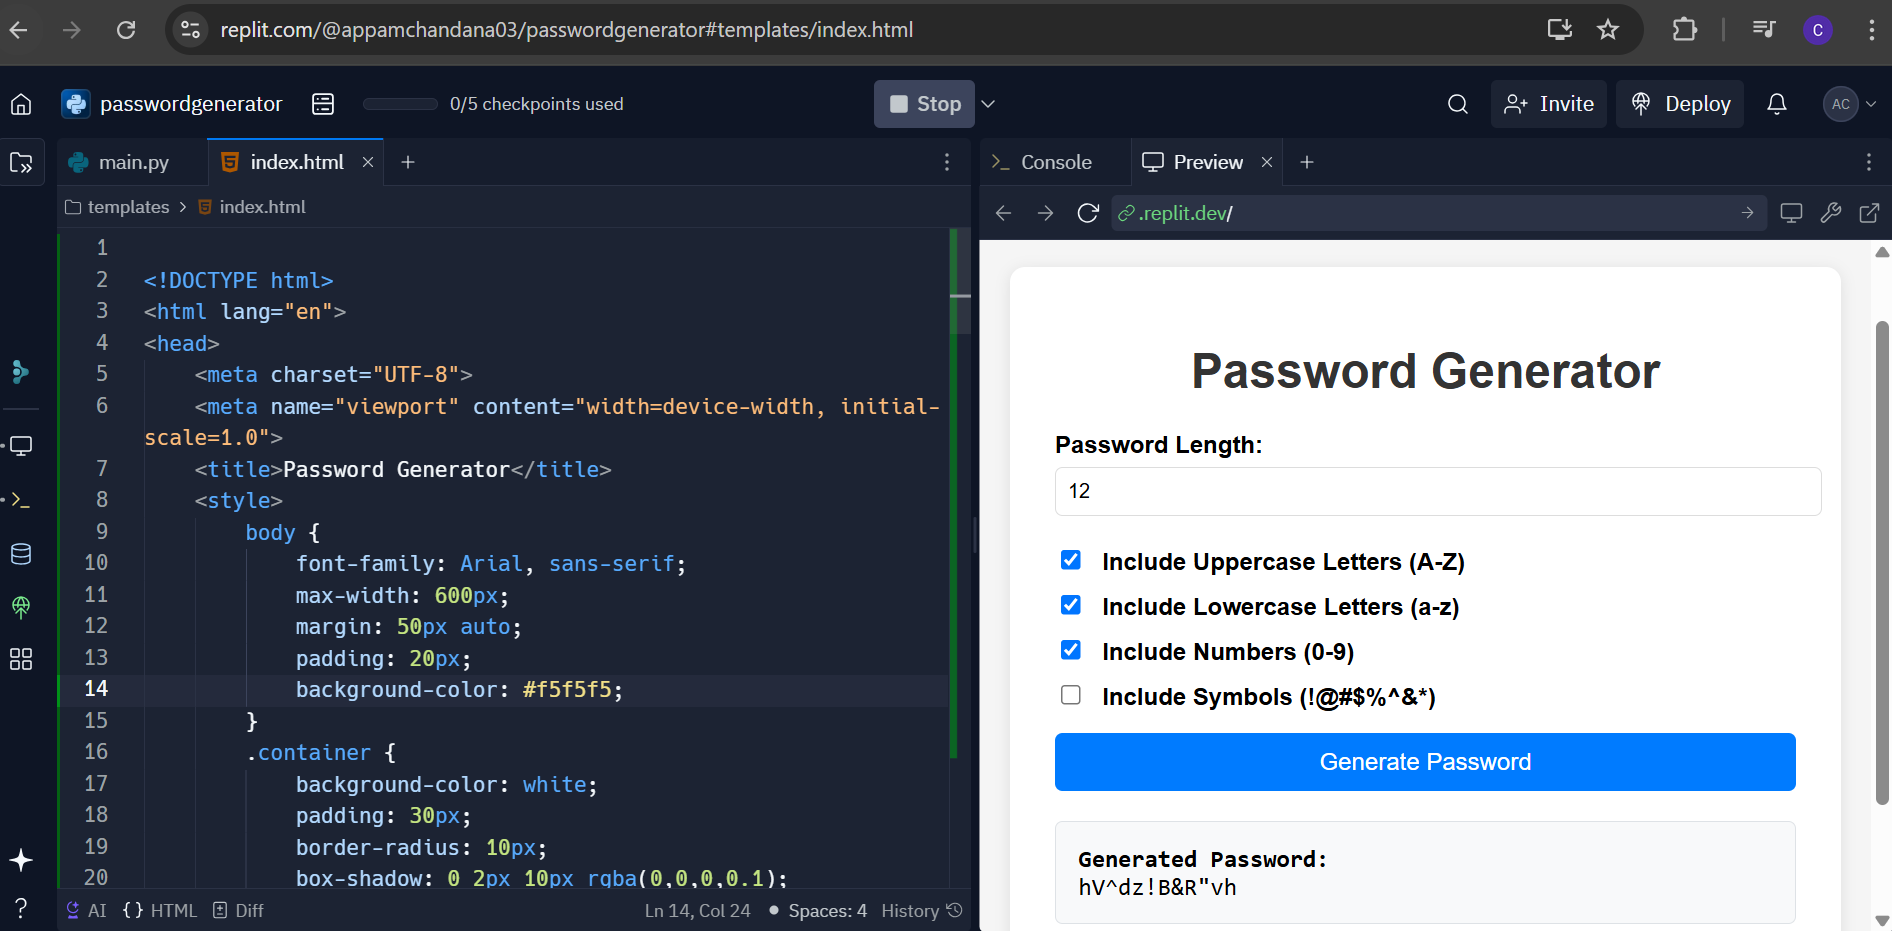 replit.com/@appamchandana03/passwordgenerator#templates/index.html
C
passwordgenerator
0/5 checkpoints used
Stop
Invite
Deploy
AC
main.py
index.html
Console
Preview
templates > index.html
.replit.dev/
1
2 <!DOCTYPE html>
3 <html lang="en">
4 <head>
5 <meta charset="UTF-8">
6 <meta name="viewport" content="width=device-width, initial-
scale=1.0">
7 <title>Password Generator</title>
8 <style>
9 body {
10 font-family: Arial, sans-serif;
11 max-width: 600px;
12 margin: 50px auto;
13 padding: 20px;
14 background-color: #f5f5f5;
15 }
16 .container {
17 background-color: white;
18 padding: 30px;
19 border-radius: 10px;
20 box-shadow: 0 2px 10px rgba(0,0,0,0.1);
AI
{} HTML
Diff
Ln 14, Col 24
Spaces: 4
History
Password Generator
Password Length:
12
Include Uppercase Letters (A-Z)
Include Lowercase Letters (a-z)
Include Numbers (0-9)
Include Symbols (!@#$%^&*)
Generate Password
Generated Password:
hV^dz!B&R"vh